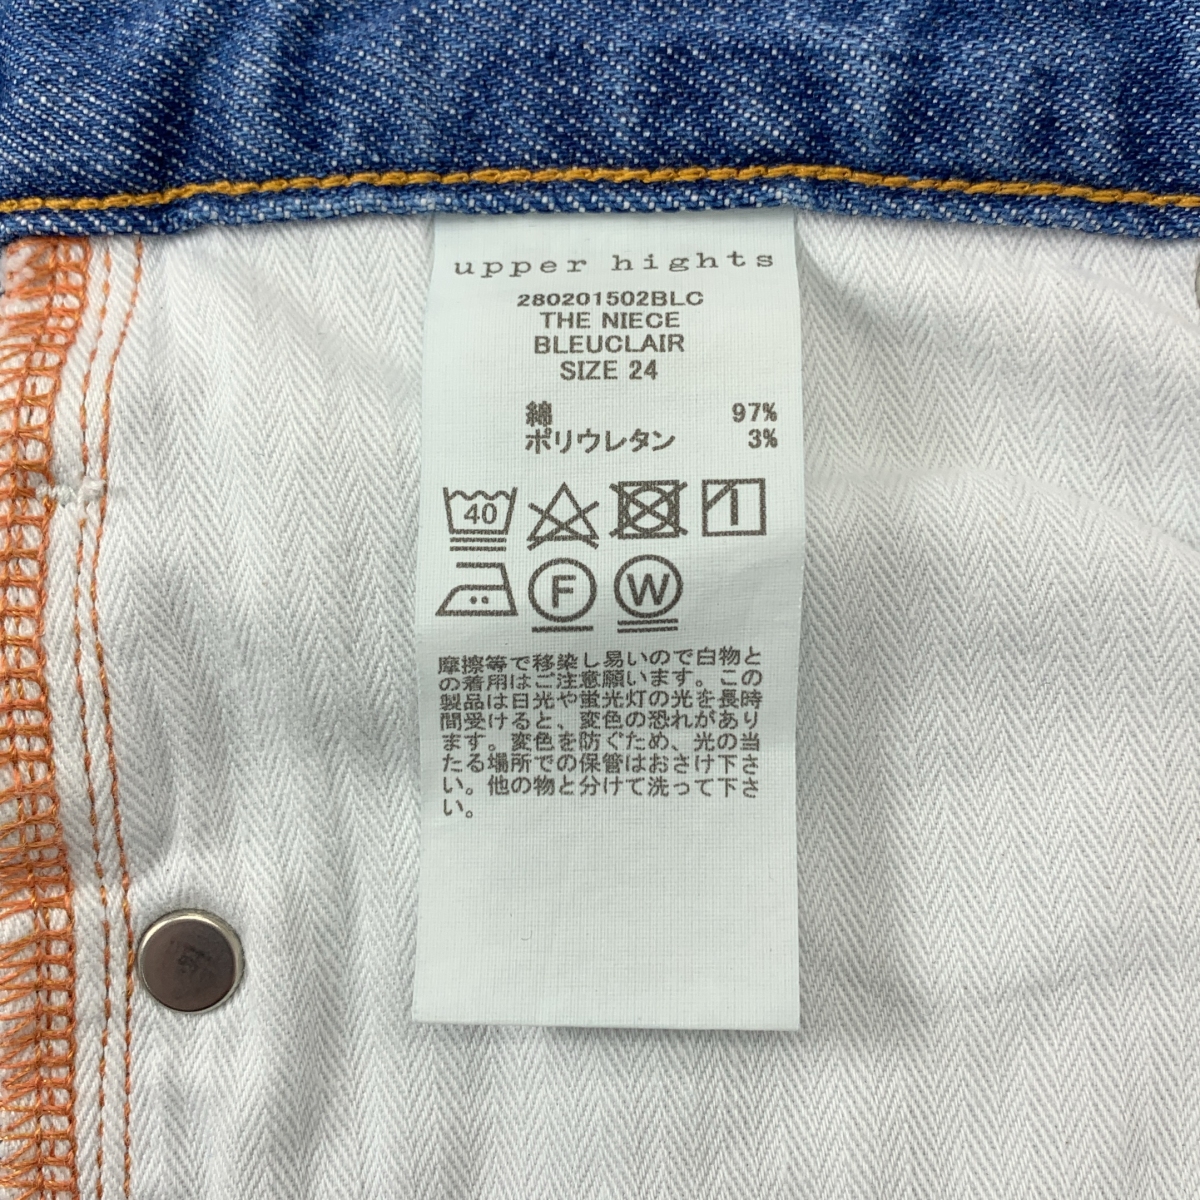 upper hights
280201502BLC
THE NIECE
BLEUCLAIR
SIZE 24
綿 97%
ポリウレタン 3%
40
F W
摩擦等で移染し易いので白物と
の着用はご注意願います。この
製品は日光や蛍光灯の光を長時
間受けると、変色の恐れがあり
ます。変色を防ぐため、光の当
たる場所での保管はおさけ下さ
い。他の物と分けて洗って下さ
い。